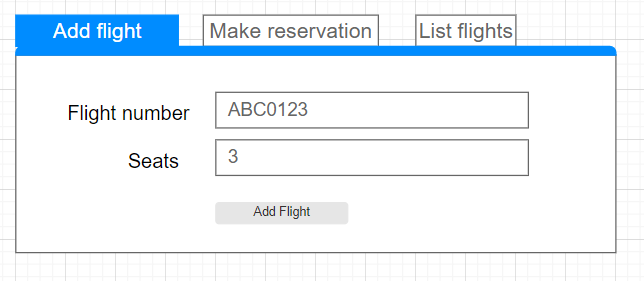 Add flight Make reservation List flights
Flight number ABC0123
Seats 3
Add Flight